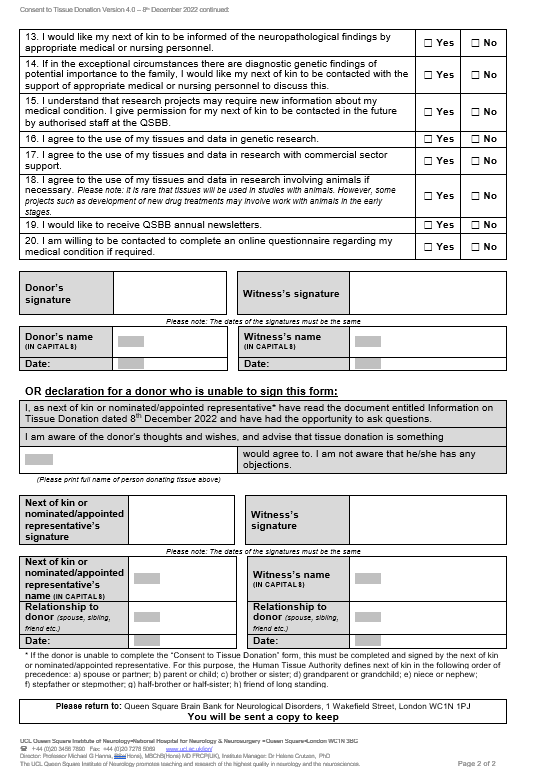 Consent to Tissue Donation Version 4.0 – 8th December 2022 continued:
13. I would like my next of kin to be informed of the neuropathological findings by
appropriate medical or nursing personnel.
☐ Yes ☐ No
14. If in the exceptional circumstances there are diagnostic genetic findings of
potential importance to the family, I would like my next of kin to be contacted with the
support of appropriate medical or nursing personnel to discuss this.
☐ Yes ☐ No
15. I understand that research projects may require new information about my
medical condition. I give permission for my next of kin to be contacted in the future
by authorised staff at the QSBB.
☐ Yes ☐ No
16. I agree to the use of my tissues and data in genetic research.
☐ Yes ☐ No
17. I agree to the use of my tissues and data in research with commercial sector
support.
☐ Yes ☐ No
18. I agree to the use of my tissues and data in research involving animals if
necessary. Please note: it is rare that tissues will be used in studies with animals. However, some
projects such as development of new drug treatments may involve work with animals in the early
stages.
☐ Yes ☐ No
19. I would like to receive QSBB annual newsletters.
☐ Yes ☐ No
20. I am willing to be contacted to complete an online questionnaire regarding my
medical condition if required.
☐ Yes ☐ No
Donor's
signature
Witness's signature
Please note: The dates of the signatures must be the same
Donor's name
(IN CAPITALS)
Witness's name
(IN CAPITALS)
Date:
Date:
OR declaration for a donor who is unable to sign this form:
I, as next of kin or nominated/appointed representative* have read the document entitled Information on
Tissue Donation dated 8th December 2022 and have had the opportunity to ask questions.
I am aware of the donor's thoughts and wishes, and advise that tissue donation is something
would agree to. I am not aware that he/she has any
objections.
(Please print full name of person donating tissue above)
Next of kin or
nominated/appointed
representative's
signature
Witness's
signature
Please note: The dates of the signatures must be the same
Next of kin or
nominated/appointed
representative's
name (IN CAPITALS)
Witness's name
(IN CAPITALS)
Relationship to
donor (spouse, sibling,
friend etc.)
Relationship to
donor (spouse, sibling,
friend etc.)
Date:
Date:
* If the donor is unable to complete the "Consent to Tissue Donation" form, this must be completed and signed by the next of kin
or nominated/appointed representative. For this purpose, the Human Tissue Authority defines next of kin in the following order of
precedence: a) spouse or partner; b) parent or child; c) brother or sister; d) grandparent or grandchild; e) niece or nephew;
f) stepfather or stepmother; g) half-brother or half-sister; h) friend of long standing.
Please return to: Queen Square Brain Bank for Neurological Disorders, 1 Wakefield Street, London WC1N 1PJ
You will be sent a copy to keep
UCL Queen Square Institute of Neurology•National Hospital for Neurology & Neurosurgery •Queen Square•London WC1N 3BG
☎ +44 (0)20 3456 7890 Fax: +44 (0)20 7278 5069 www.ucl.ac.uk/ion/
Director: Professor Michael G Hanna, (Hons), MBChB(Hons) MD FRCP(UK), Institute Manager: Dr Helene Crutzen, PhD
The UCL Queen Square Institute of Neurology promotes teaching and research of the highest quality in neurology and the neurosciences.
Page 2 of 2